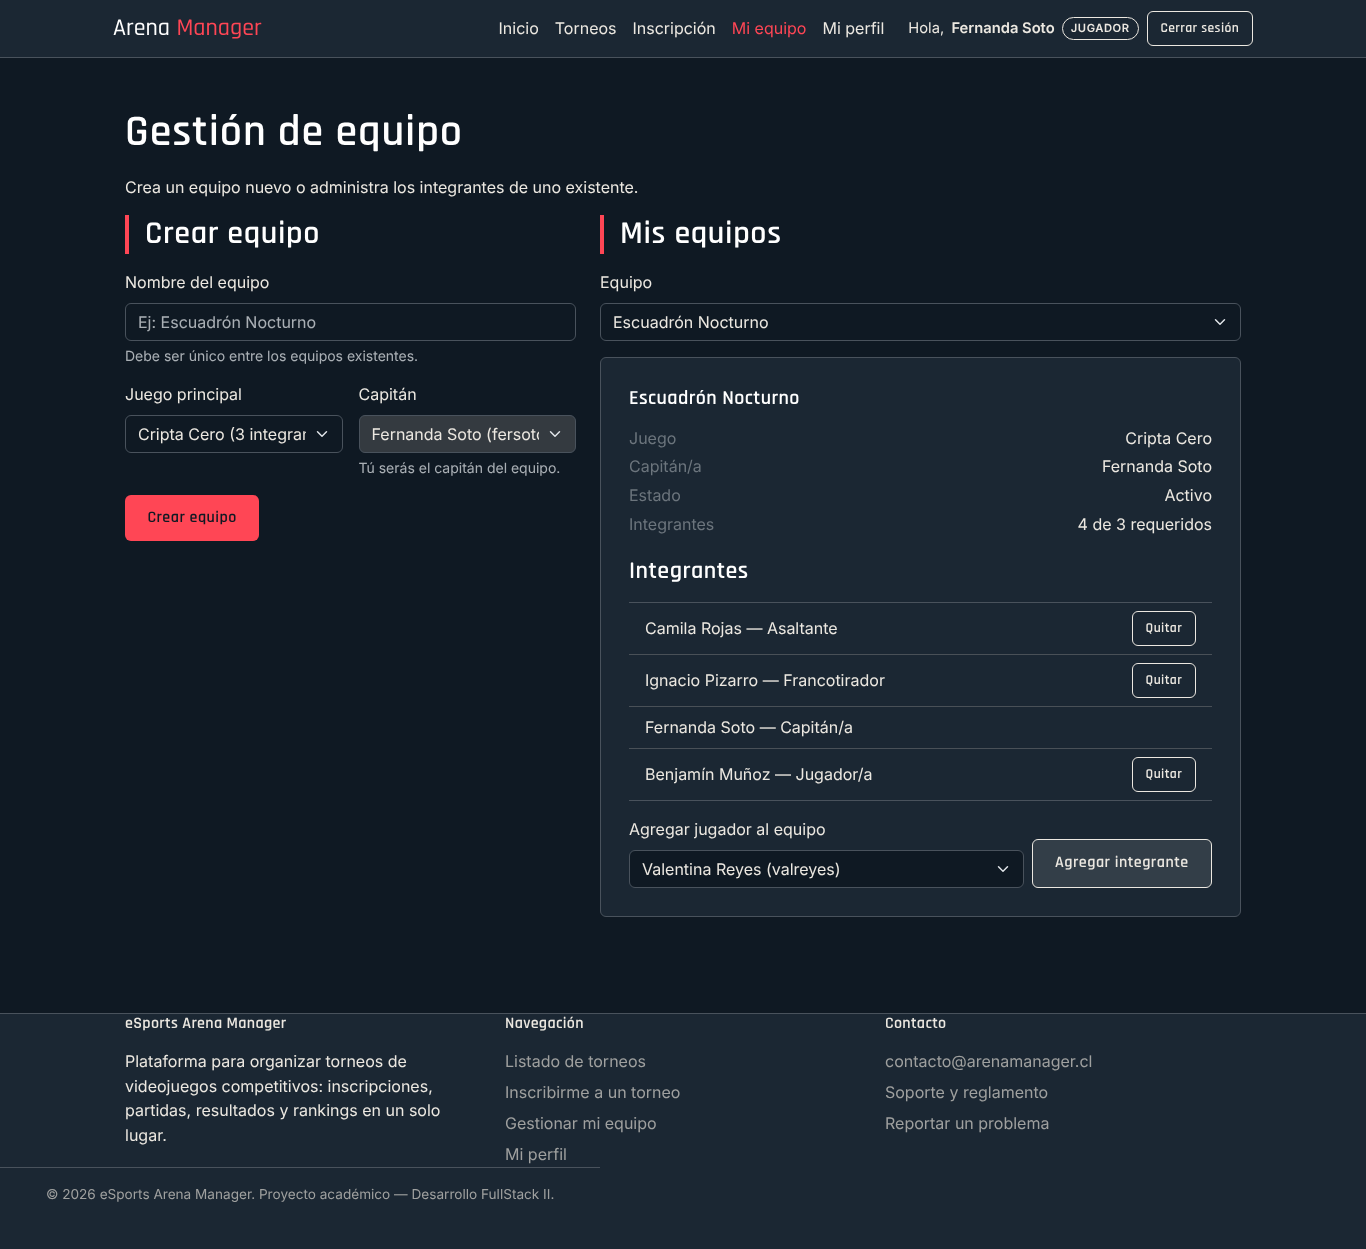 Arena Manager
Inicio Torneos Inscripción Mi equipo Mi perfil Hola, Fernanda Soto JUGADOR Cerrar sesión
Gestión de equipo
Crea un equipo nuevo o administra los integrantes de uno existente.
Crear equipo
Nombre del equipo
Ej: Escuadrón Nocturno
Debe ser único entre los equipos existentes.
Juego principal Capitán
Cripta Cero (3 integrar Fernanda Soto (fersoto
Tú serás el capitán del equipo.
Crear equipo
Mis equipos
Equipo
Escuadrón Nocturno
Escuadrón Nocturno
Juego Cripta Cero
Capitán/a Fernanda Soto
Estado Activo
Integrantes 4 de 3 requeridos
Integrantes
Camila Rojas — Asaltante Quitar
Ignacio Pizarro — Francotirador Quitar
Fernanda Soto — Capitán/a
Benjamín Muñoz — Jugador/a Quitar
Agregar jugador al equipo
Valentina Reyes (valreyes) Agregar integrante
eSports Arena Manager
Plataforma para organizar torneos de
videojuegos competitivos: inscripciones,
partidas, resultados y rankings en un solo
lugar.
Navegación
Listado de torneos
Inscribirme a un torneo
Gestionar mi equipo
Mi perfil
Contacto
contacto@arenamanager.cl
Soporte y reglamento
Reportar un problema
© 2026 eSports Arena Manager. Proyecto académico — Desarrollo FullStack II.